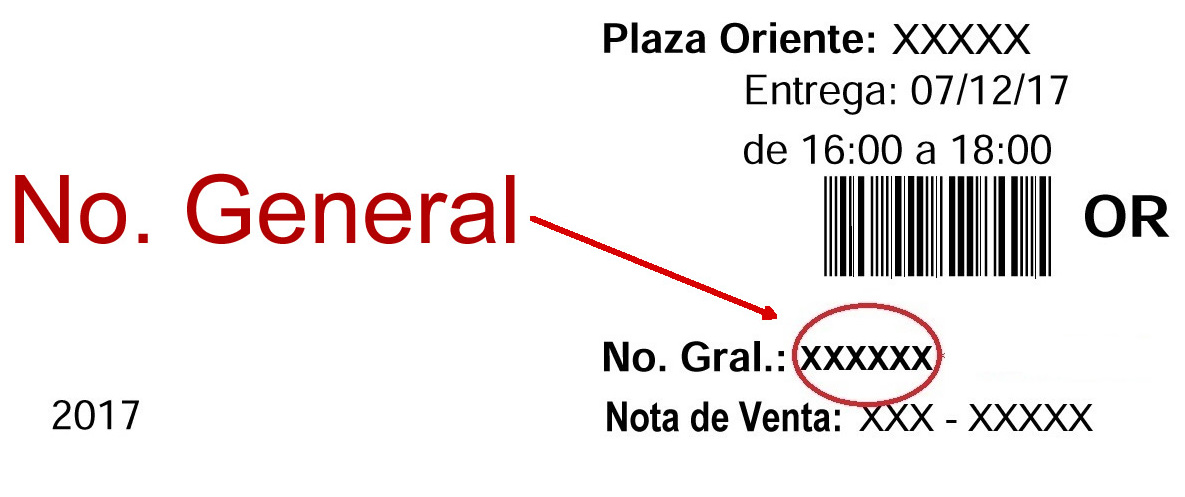 Plaza Oriente: XXXXX
Entrega: 07/12/17
de 16:00 a 18:00
No. General
OR
No. Gral.: XXXXXX
2017
Nota de Venta: XXX - XXXXX